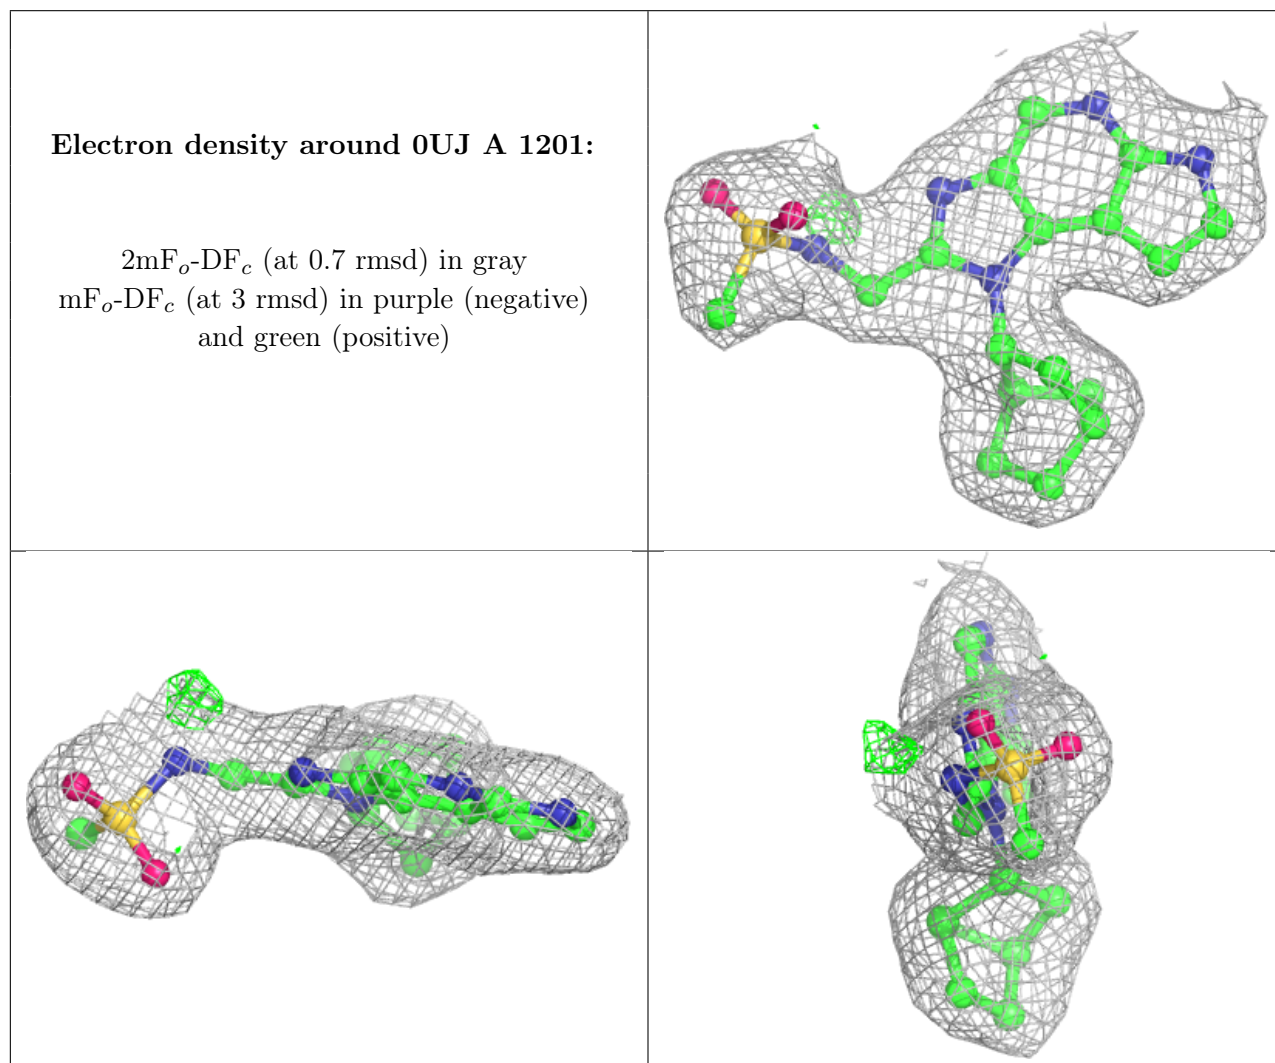 Electron density around 0UJ A 1201:
2mFₒ-DF𝒸 (at 0.7 rmsd) in gray
mFₒ-DF𝒸 (at 3 rmsd) in purple (negative)
and green (positive)